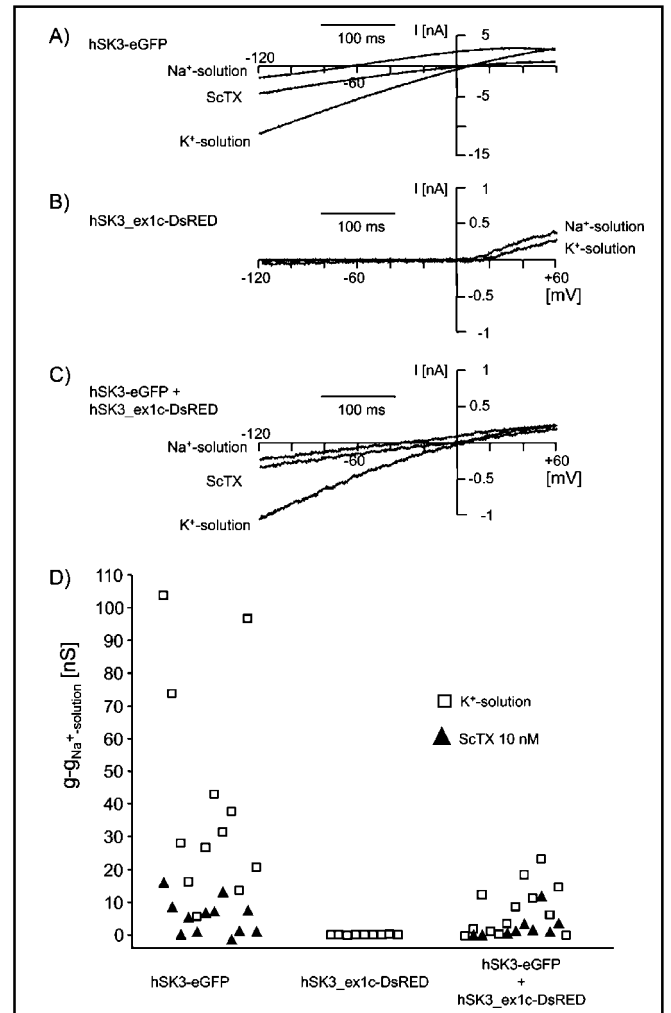 A)
hSK3-eGFP
100 ms
I [nA]
5
-120
Na⁺-solution
-60
ScTX
-5
K⁺-solution
-15
B)
hSK3_ex1c-DsRED
100 ms
I [nA]
1
0.5
Na⁺-solution
K⁺-solution
-120
-60
+60
[mV]
-0.5
-1
C)
hSK3-eGFP +
hSK3_ex1c-DsRED
100 ms
I [nA]
1
0.5
-120
Na⁺-solution
-60
+60
[mV]
ScTX
-0.5
K⁺-solution
-1
D)
110
100
90
80
70
60
50
40
30
20
10
0
g-gNa⁺-solution [nS]
K⁺-solution
ScTX 10 nM
hSK3-eGFP
hSK3_ex1c-DsRED
hSK3-eGFP
+
hSK3_ex1c-DsRED